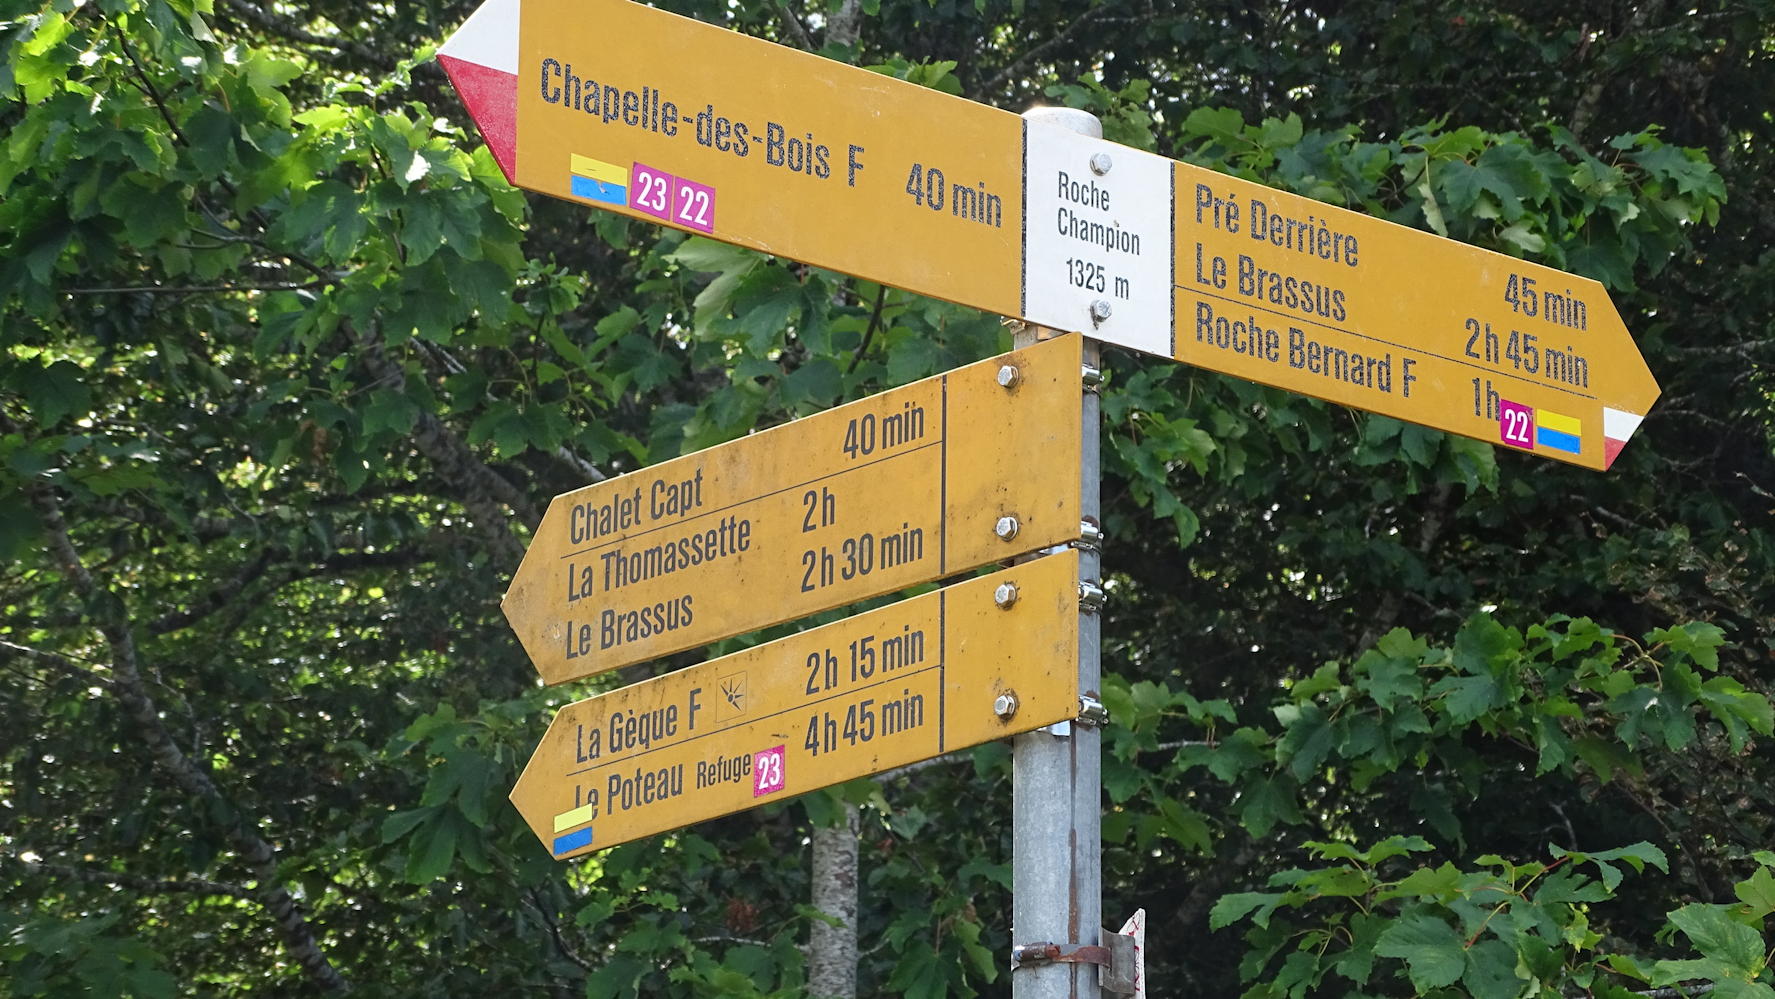 Chapelle-des-Bois F 40 min
23 22
Roche
Champion
1325 m
Pré Derrière 45 min
Le Brassus 2h 45 min
Roche Bernard F 1h
22
Chalet Capt 40 min
La Thomassette 2h
Le Brassus 2h 30 min
La Gèque F 2h 15 min
Le Poteau Refuge 23 4h 45 min